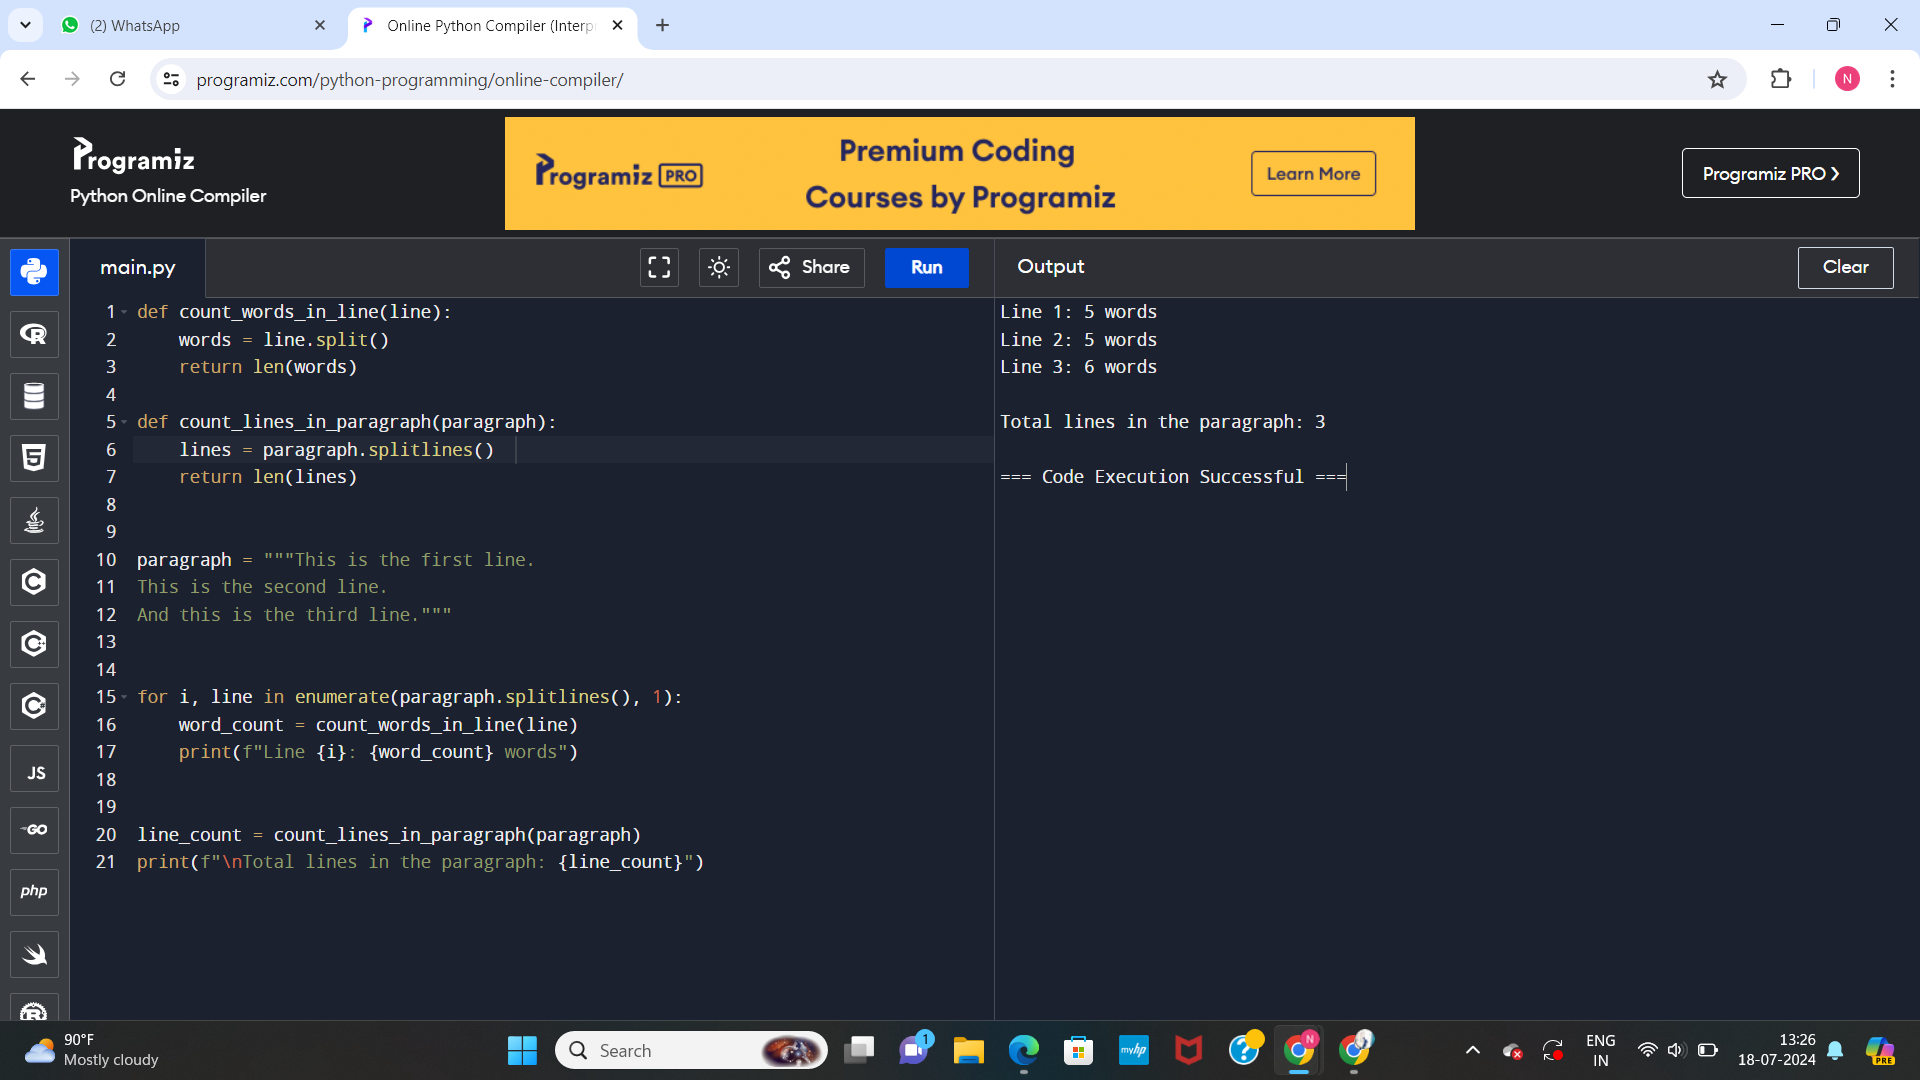 (2) WhatsApp
Online Python Compiler (Interp
programiz.com/python-programming/online-compiler/
N
Programiz
Python Online Compiler
Programiz PRO
Premium Coding
Courses by Programiz
Learn More
Programiz PRO
main.py
Share
Run
Output
Clear
1 def count_words_in_line(line):
2     words = line.split()
3     return len(words)
4
5 def count_lines_in_paragraph(paragraph):
6     lines = paragraph.splitlines()
7     return len(lines)
8
9
10 paragraph = """This is the first line.
11 This is the second line.
12 And this is the third line."""
13
14
15 for i, line in enumerate(paragraph.splitlines(), 1):
16     word_count = count_words_in_line(line)
17     print(f"Line {i}: {word_count} words")
18
19
20 line_count = count_lines_in_paragraph(paragraph)
21 print(f"\nTotal lines in the paragraph: {line_count}")
Line 1: 5 words
Line 2: 5 words
Line 3: 6 words
Total lines in the paragraph: 3
=== Code Execution Successful ===
R
5
C
C
C
JS
GO
php
R
90°F
Mostly cloudy
Search
1
myhp
N
ENG
IN
13:26
18-07-2024
PRE